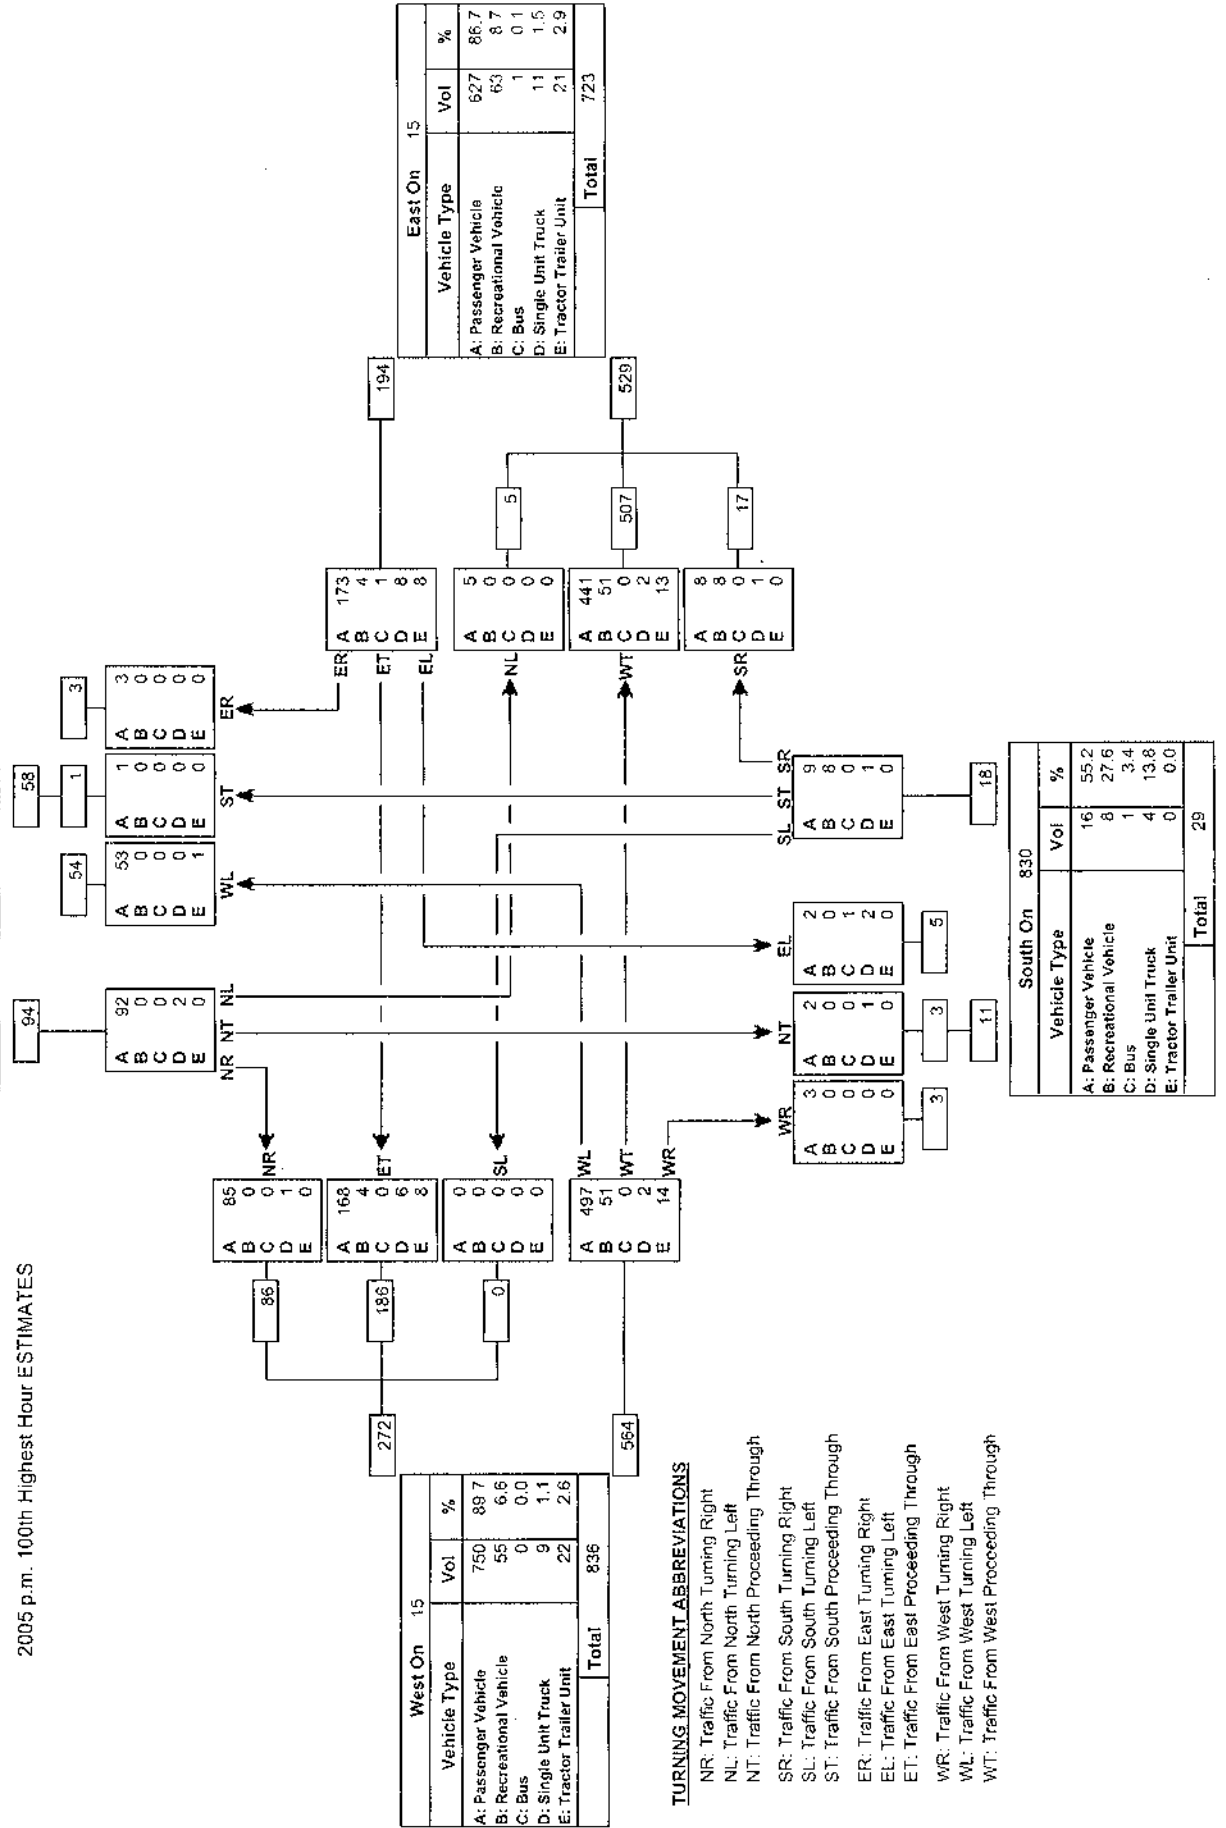 2005 p.m. 100th Highest Hour ESTIMATES
94
A 92
B 0
C 0
D 2
E 0
NR NT NL
54
A 53
B 0
C 0
D 0
E 1
WL
58
1
A 1
B 0
C 0
D 0
E 0
ST
3
A 3
B 0
C 0
D 0
E 0
ER
86
A 85
B 0
C 0
D 1
E 0
NR
272
186
A 168
B 4
C 0
D 6
E 8
ET
0
A 0
B 0
C 0
D 0
E 0
SL
564
A 497
B 51
C 0
D 2
E 14
WL
WT
WR
West On 15
Vehicle Type Vol %
A: Passenger Vehicle 750 89 7
B: Recreational Vehicle 55 6.6
C: Bus 0 0.0
D: Single Unit Truck 9 1.1
E: Tractor Trailer Unit 22 2.6
Total 836
ER
ET
EL
A 173
B 4
C 1
D 8
E 8
194
NL
A 5
B 0
C 0
D 0
E 0
5
WT
A 441
B 51
C 0
D 2
E 13
507
529
SR
A 8
B 8
C 0
D 1
E 0
17
East On 15
Vehicle Type Vol %
A: Passenger Vehicle 627 86.7
B: Recreational Vehicle 63 8 7
C: Bus 1 0 1
D: Single Unit Truck 11 1.5
E: Tractor Trailer Unit 21 2.9
Total 723
WR
A 3
B 0
C 0
D 0
E 0
3
NT
A 2
B 0
C 0
D 1
E 0
3
11
EL
A 2
B 0
C 1
D 2
E 0
5
SL ST SR
A 9
B 8
C 0
D 1
E 0
18
South On 830
Vehicle Type Vol %
A: Passenger Vehicle 16 55.2
B: Recreational Vehicle 8 27.6
C: Bus 1 3.4
D: Single Unit Truck 4 13.8
E: Tractor Trailer Unit 0 0.0
Total 29
TURNING MOVEMENT ABBREVIATIONS
NR: Traffic From North Turning Right
NL: Traffic From North Turning Left
NT: Traffic From North Proceeding Through
SR: Traffic From South Turning Right
SL: Traffic From South Turning Left
ST: Traffic From South Proceeding Through
ER: Traffic From East Turning Right
EL: Traffic From East Turning Left
ET: Traffic From East Proceeding Through
WR: Traffic From West Turning Right
WL: Traffic From West Turning Left
WT: Traffic From West Proceeding Through